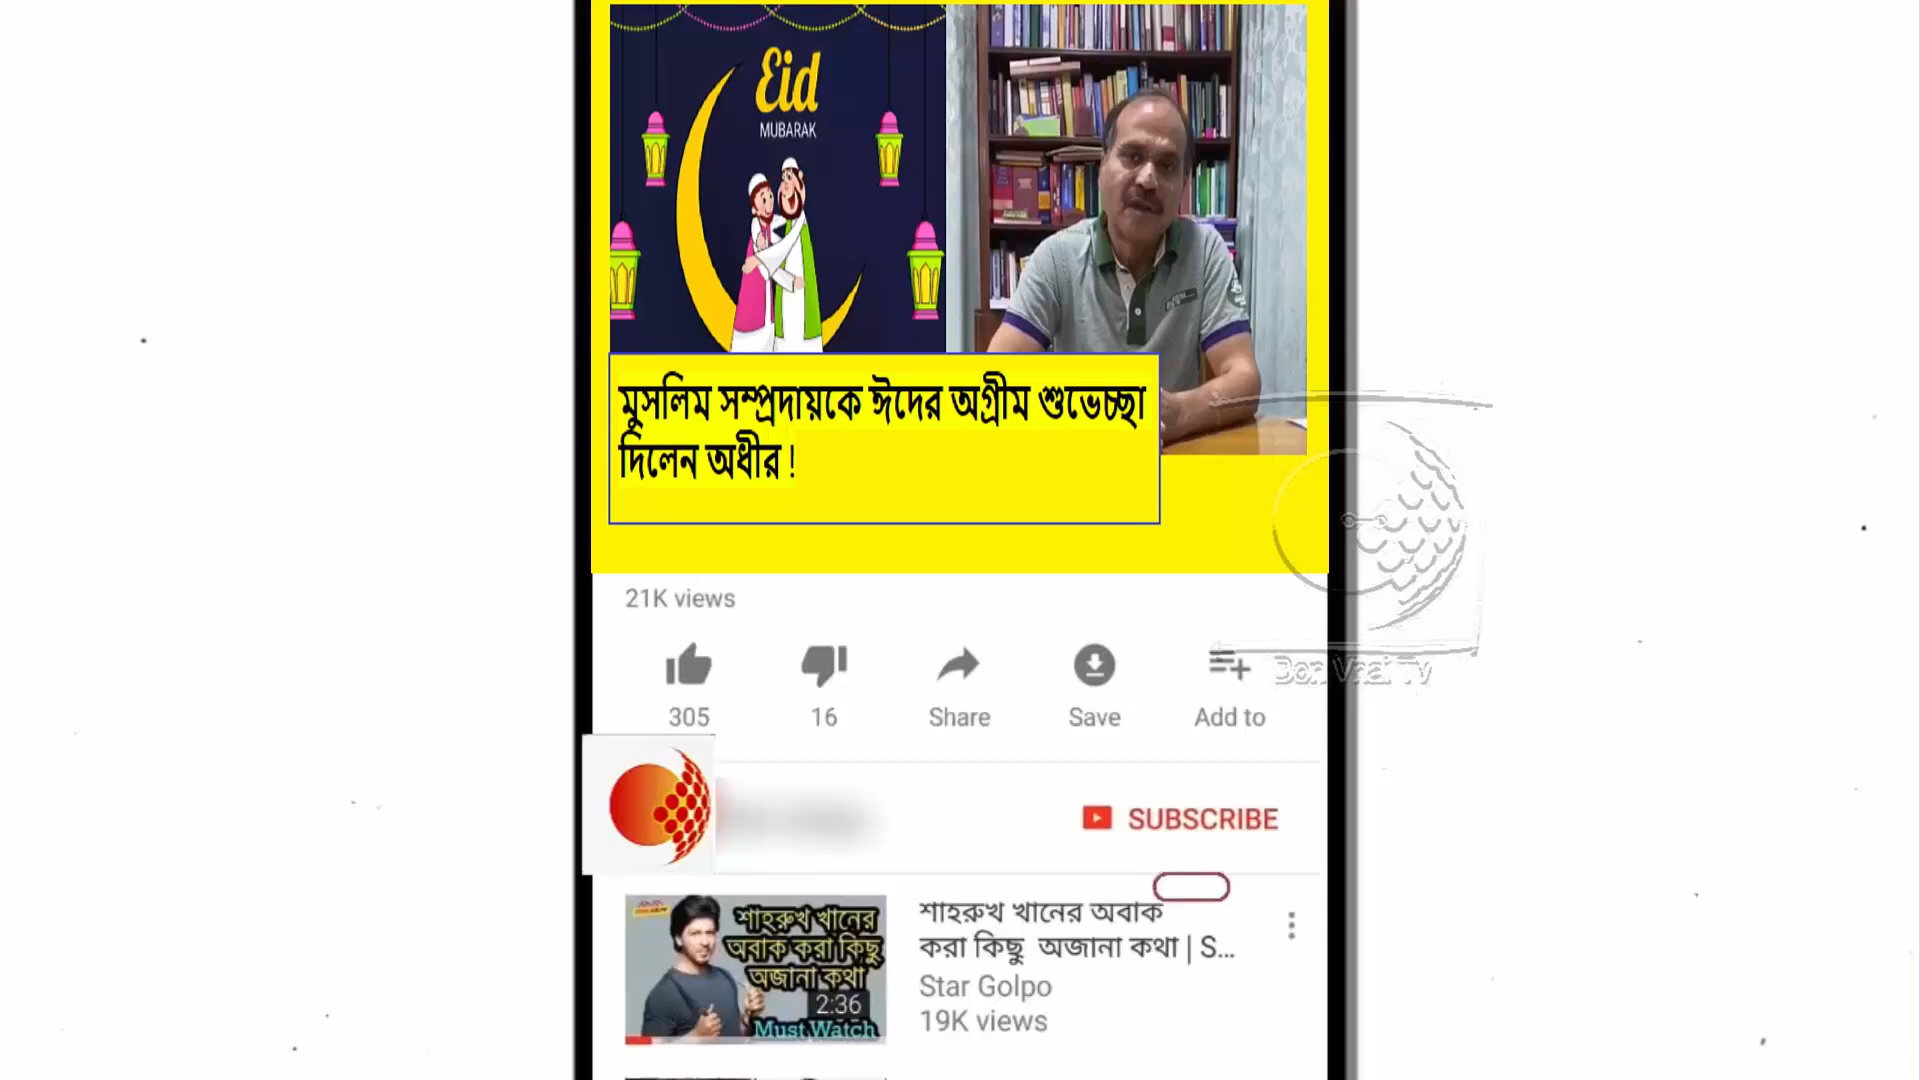 Eid
MUBARAK
মুসলিম সম্প্রদায়কে ঈদের অগ্রীম শুভেচ্ছা
দিলেন অধীর !
21K views
305
16
Share
Save
Add to
SUBSCRIBE
শাহরুখ খানের
অবাক করা কিছু
অজানা কথা
2:36
Must Watch
শাহরুখ খানের অবাক
করা কিছু অজানা কথা | S...
Star Golpo
19K views